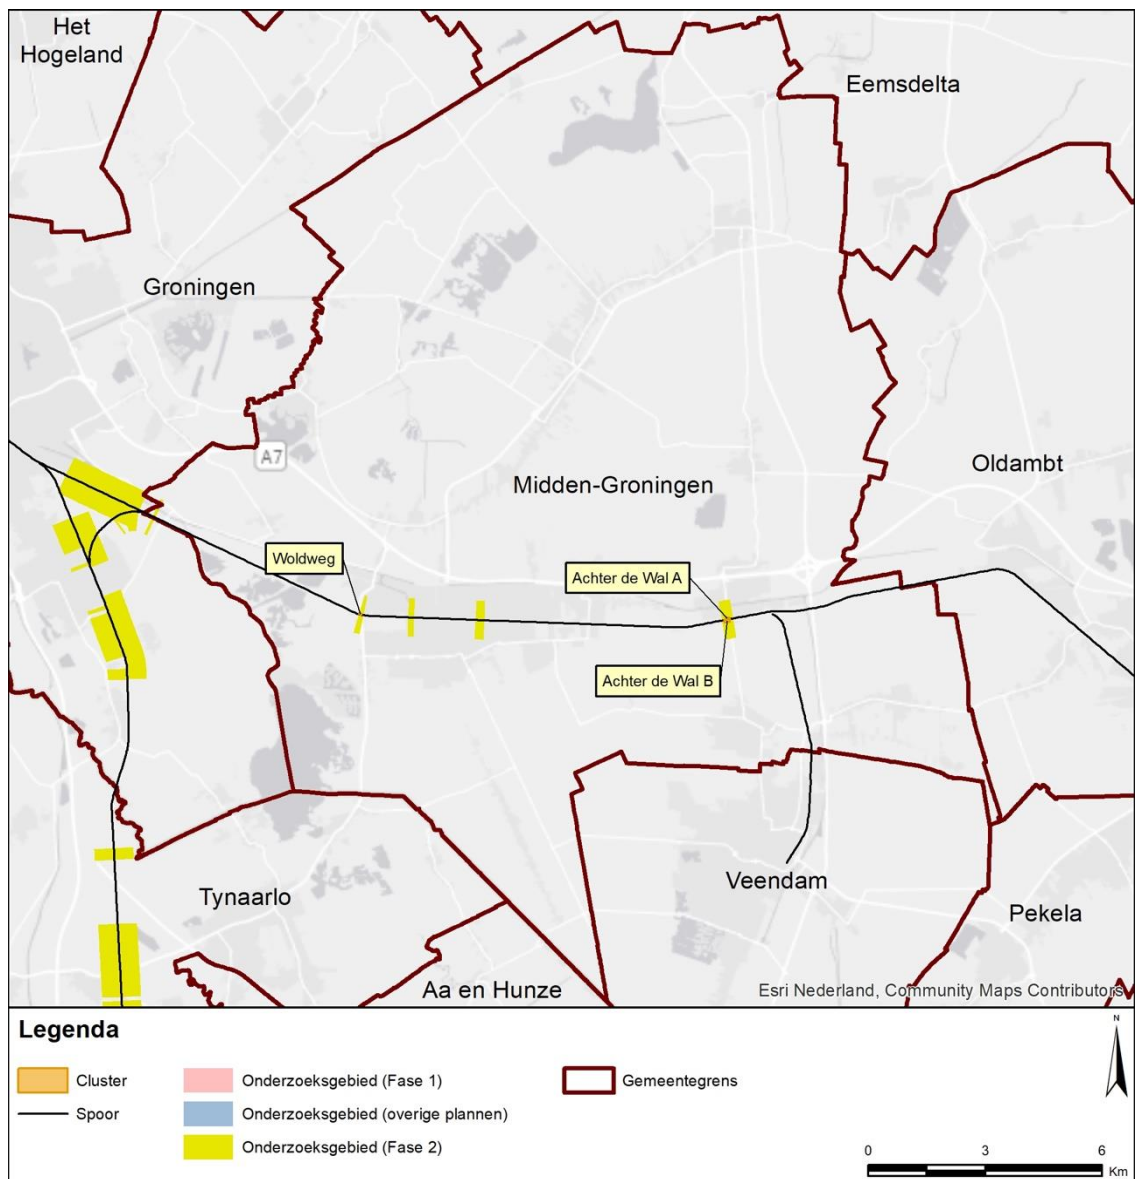 Het
Hogeland
Eemsdelta
Groningen
A7
Oldambt
Midden-Groningen
Woldweg
Achter de Wal A
Achter de Wal B
Veendam
Tynaarlo
Pekela
Aa en Hunze
Esri Nederland, Community Maps Contributors
Legenda
N
Cluster
Onderzoeksgebied (Fase 1)
Gemeentegrens
Spoor
Onderzoeksgebied (overige plannen)
Onderzoeksgebied (Fase 2)
0 3 6
Km